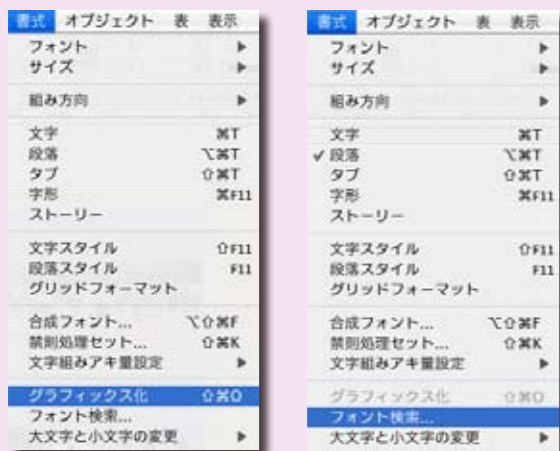 書式 オブジェクト 表 表示
フォント
サイズ
組み方向
文字 ⌘T
段落 ⌥⌘T
タブ ⇧⌘T
字形 ⌘F11
ストーリー
文字スタイル ⇧F11
段落スタイル F11
グリッドフォーマット
合成フォント... ⌥⇧⌘F
禁則処理セット... ⇧⌘K
文字組みアキ量設定
グラフィックス化 ⇧⌘O
フォント検索...
大文字と小文字の変更
書式 オブジェクト 表 表示
フォント
サイズ
組み方向
文字 ⌘T
✓段落 ⌥⌘T
タブ ⇧⌘T
字形 ⌘F11
ストーリー
文字スタイル ⇧F11
段落スタイル F11
グリッドフォーマット
合成フォント... ⌥⇧⌘F
禁則処理セット... ⇧⌘K
文字組みアキ量設定
グラフィックス化 ⇧⌘O
フォント検索...
大文字と小文字の変更